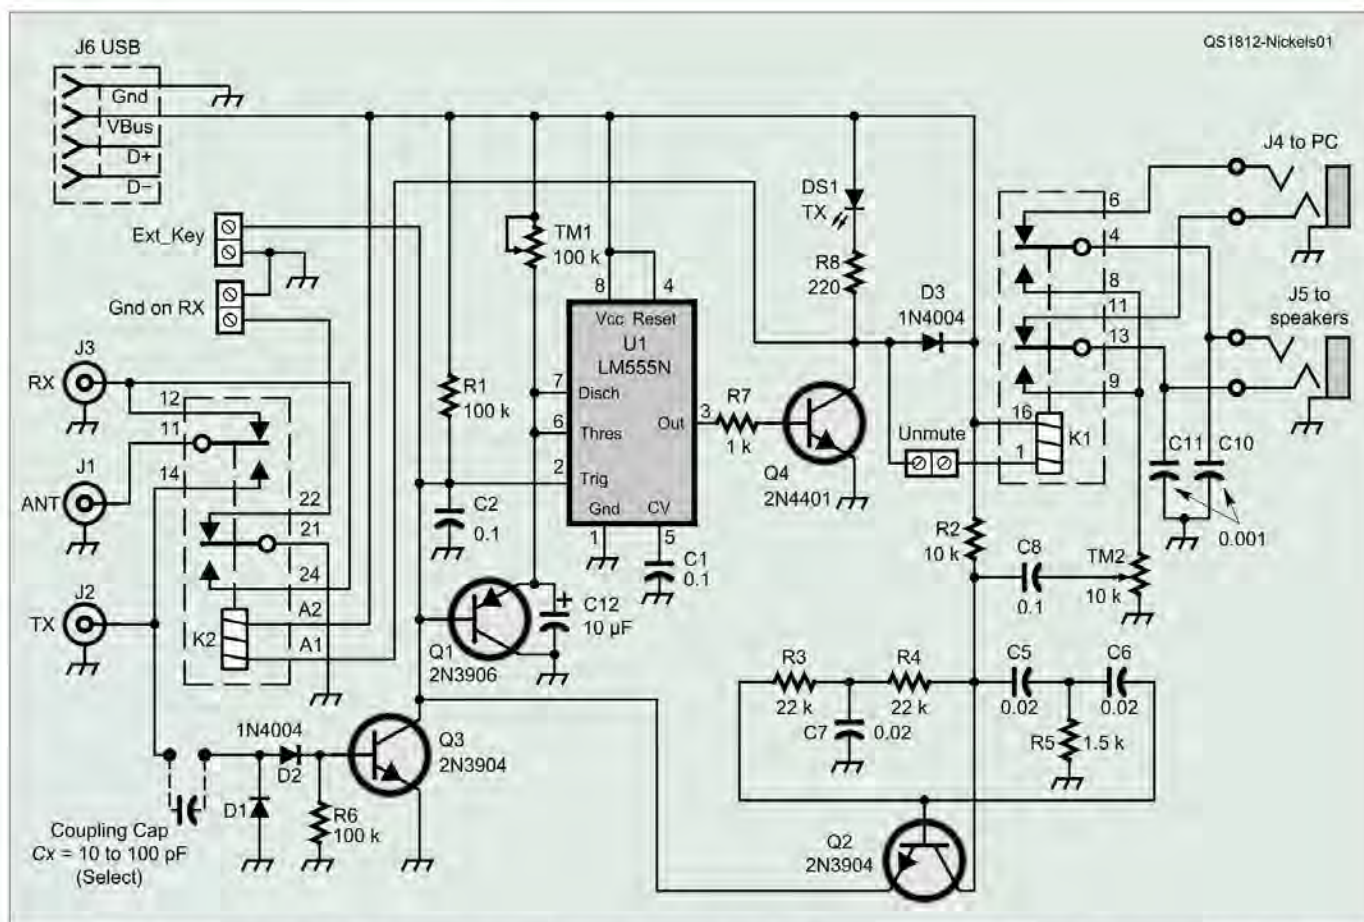 QS1812-Nickels01
J6 USB
Gnd
VBus
D+
D−
Ext_Key
Gnd on RX
J3
RX
J1
ANT
J2
TX
12
11
14
22
21
24
A2
A1
K2
R1
100 k
TM1
100 k
8
4
Vcc Reset
U1
LM555N
7
Disch
6
Thres
2
Trig
Out
3
Gnd
CV
1
5
C2
0.1
C1
0.1
C12
+
10 µF
Q1
2N3906
DS1
TX
R8
220
D3
1N4004
R7
1 k
Q4
2N4401
Unmute
6
4
8
11
13
9
16
1
K1
J4 to PC
J5 to
speakers
C11
C10
0.001
R2
10 k
C8
0.1
TM2
10 k
R3
22 k
R4
22 k
C7
0.02
C5
0.02
C6
0.02
R5
1.5 k
Q2
2N3904
1N4004
D2
D1
R6
100 k
Q3
2N3904
Coupling Cap
Cx = 10 to 100 pF
(Select)